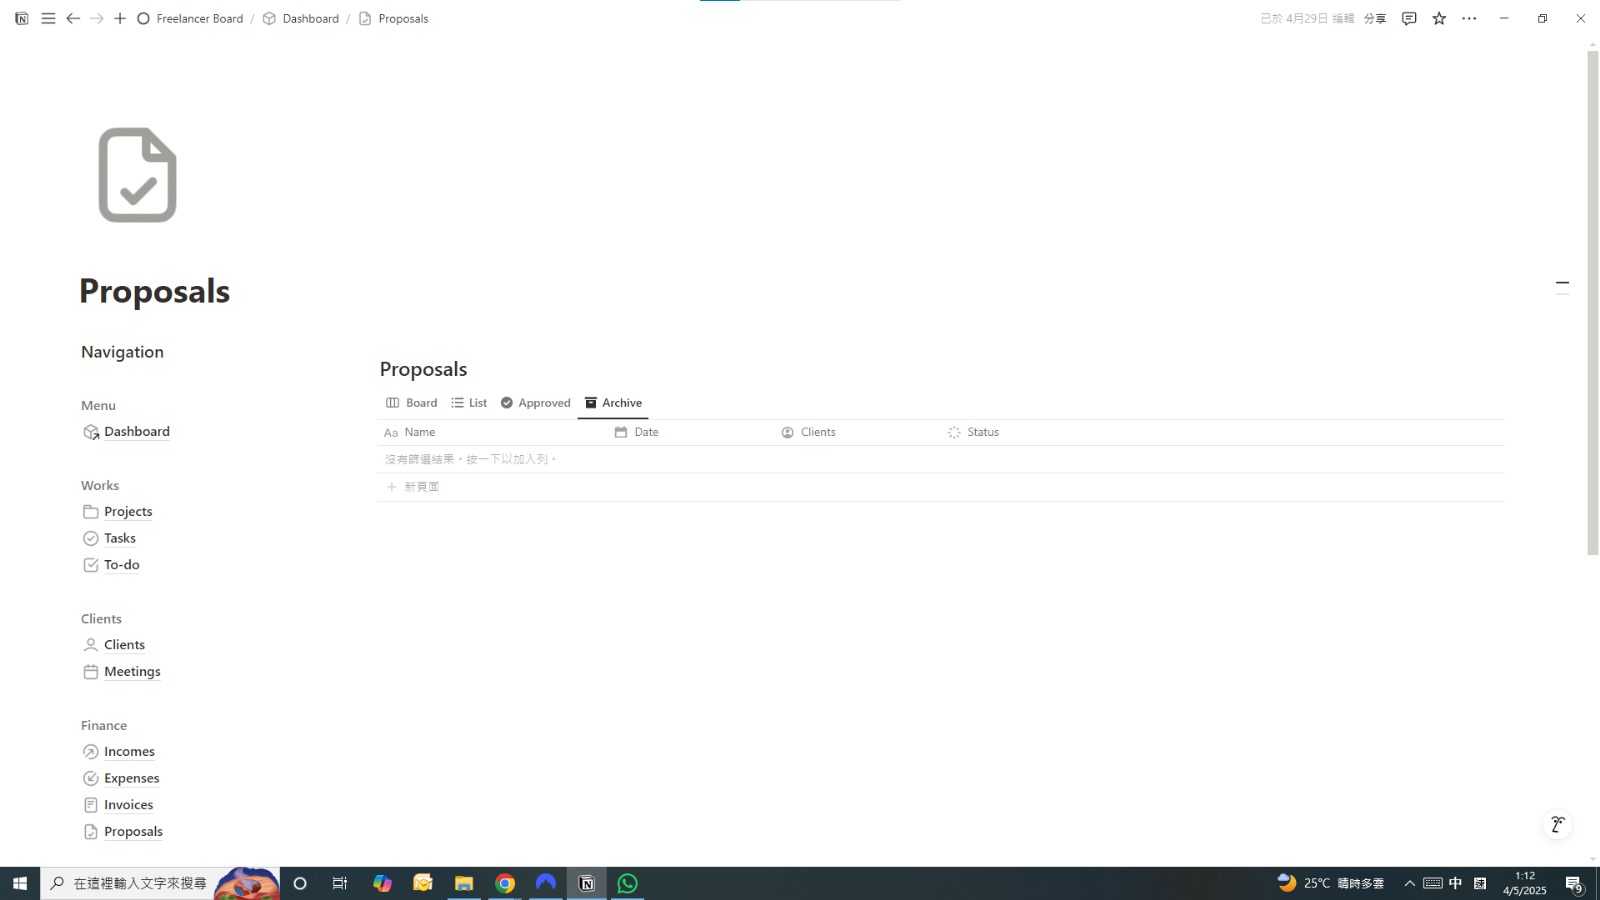 Freelancer Board / Dashboard / Proposals
已於 4月29日 編輯 分享
Proposals
Navigation
Menu
Dashboard
Works
Projects
Tasks
To-do
Clients
Clients
Meetings
Finance
Incomes
Expenses
Invoices
Proposals
Proposals
Board List Approved Archive
Aa Name Date Clients Status
沒有篩選結果。按一下以加入列。
+ 新頁面
在這裡輸入文字來搜尋
25°C 晴時多雲
中
1:12
4/5/2025
9